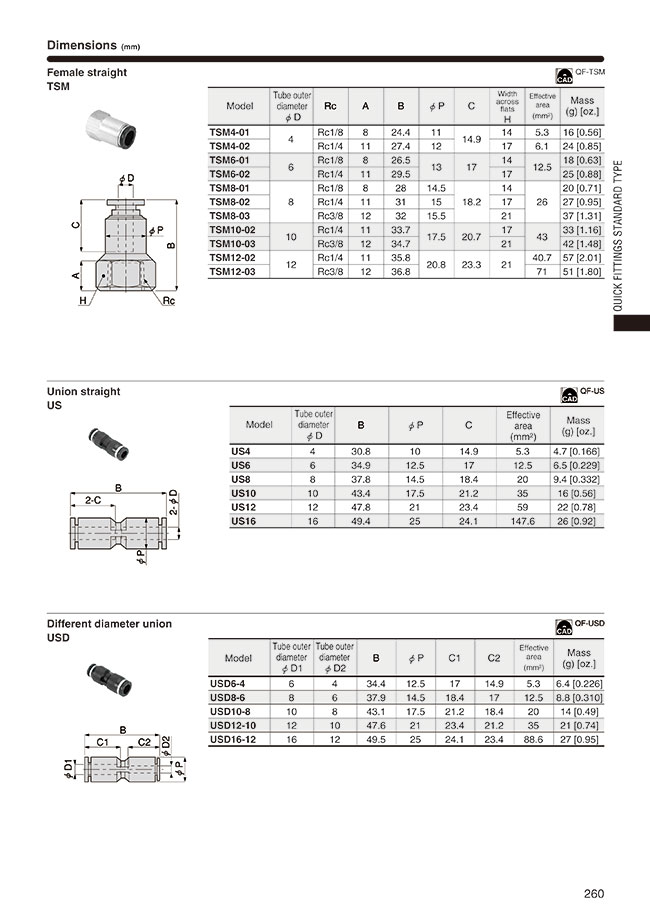 Dimensions (mm)
Female straight
TSM
CAD QF-TSM
Model Tube outer diameter φD Rc A B φP C Width across flats H Effective area (mm²) Mass (g) [oz.]
TSM4-01 4 Rc1/8 8 24.4 11 14.9 14 5.3 16 [0.56]
TSM4-02 Rc1/4 11 27.4 12 17 6.1 24 [0.85]
TSM6-01 6 Rc1/8 8 26.5 13 17 14 12.5 18 [0.63]
TSM6-02 Rc1/4 11 29.5 17 25 [0.88]
TSM8-01 8 Rc1/8 8 28 14.5 18.2 14 26 20 [0.71]
TSM8-02 Rc1/4 11 31 15 17 27 [0.95]
TSM8-03 Rc3/8 12 32 15.5 21 37 [1.31]
TSM10-02 10 Rc1/4 11 33.7 17.5 20.7 17 43 33 [1.16]
TSM10-03 Rc3/8 12 34.7 21 42 [1.48]
TSM12-02 12 Rc1/4 11 35.8 20.8 23.3 21 40.7 57 [2.01]
TSM12-03 Rc3/8 12 36.8 71 51 [1.80]
φD
C
φP
B
A
H
Rc
QUICK FITTINGS STANDARD TYPE
Union straight
US
CAD QF-US
Model Tube outer diameter φD B φP C Effective area (mm²) Mass (g) [oz.]
US4 4 30.8 10 14.9 5.3 4.7 [0.166]
US6 6 34.9 12.5 17 12.5 6.5 [0.229]
US8 8 37.8 14.5 18.4 20 9.4 [0.332]
US10 10 43.4 17.5 21.2 35 16 [0.56]
US12 12 47.8 21 23.4 59 22 [0.78]
US16 16 49.4 25 24.1 147.6 26 [0.92]
B
2-C
2-φD
φP
Different diameter union
USD
CAD QF-USD
Model Tube outer diameter φD1 Tube outer diameter φD2 B φP C1 C2 Effective area (mm²) Mass (g) [oz.]
USD6-4 6 4 34.4 12.5 17 14.9 5.3 6.4 [0.226]
USD8-6 8 6 37.9 14.5 18.4 17 12.5 8.8 [0.310]
USD10-8 10 8 43.1 17.5 21.2 18.4 20 14 [0.49]
USD12-10 12 10 47.6 21 23.4 21.2 35 21 [0.74]
USD16-12 16 12 49.5 25 24.1 23.4 88.6 27 [0.95]
B
C1 C2
φD2
φD1
φP
260